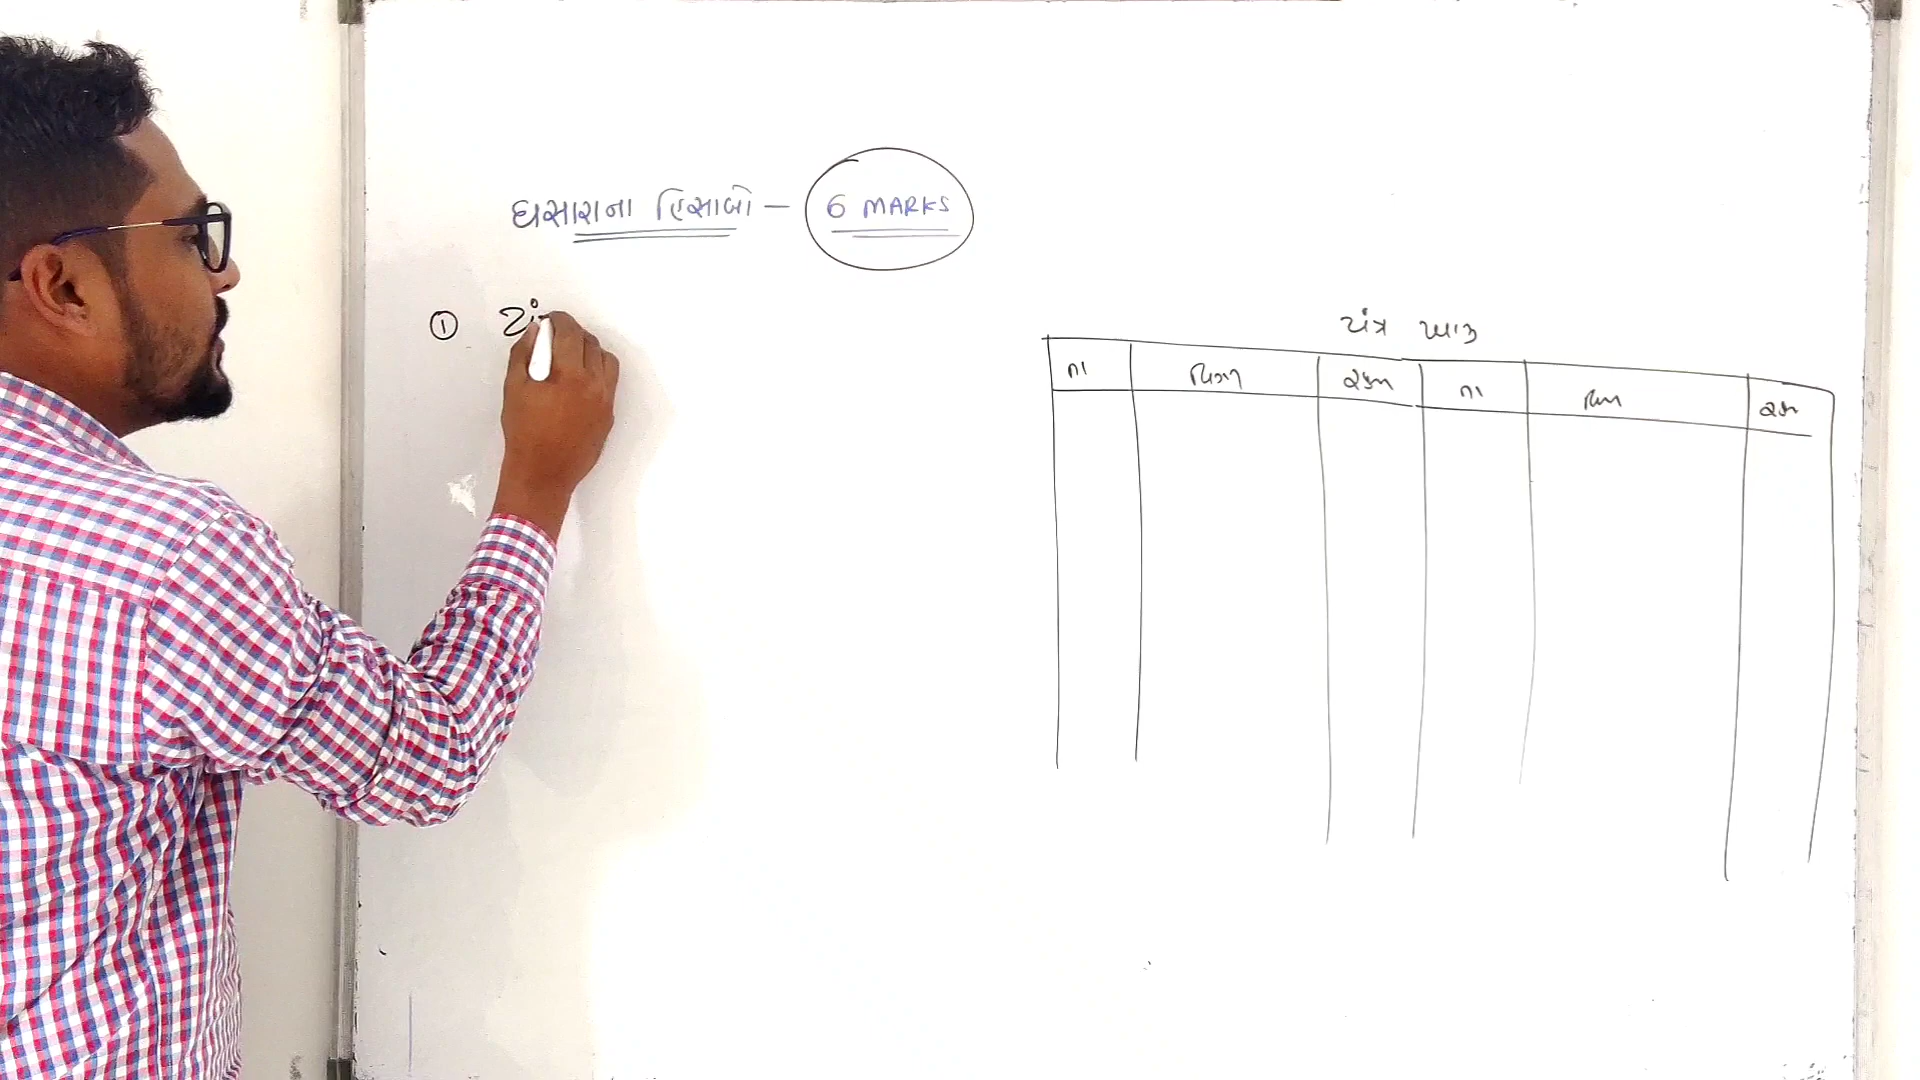 ઘસારાના હિસાબો – 6 MARKS
① યં
યંત્ર ખાતુ
તા વિગત રકમ તા વિગત રકમ